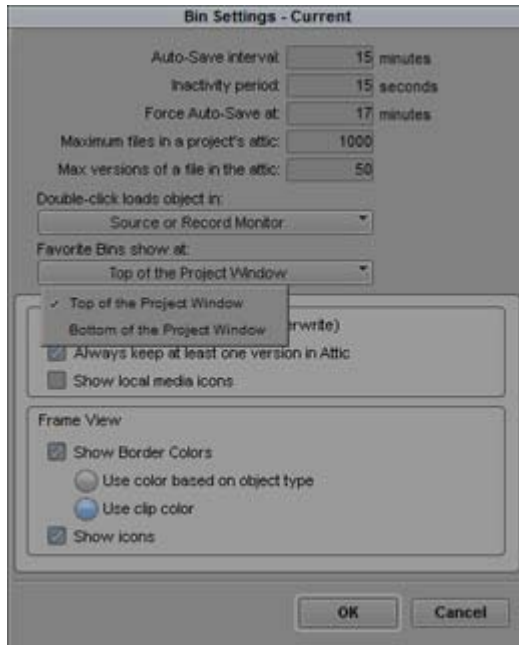 Bin Settings - Current
Auto-Save interval: 15 minutes
Inactivity period: 15 seconds
Force Auto-Save at: 17 minutes
Maximum files in a project's attic: 1000
Max versions of a file in the attic: 50
Double-click loads object in:
Source or Record Monitor
Favorite Bins show at:
Top of the Project Window
✓ Top of the Project Window
Bottom of the Project Window
Always keep at least one version in Attic
Show local media icons
Frame View
Show Border Colors
Use color based on object type
Use clip color
Show icons
OK Cancel